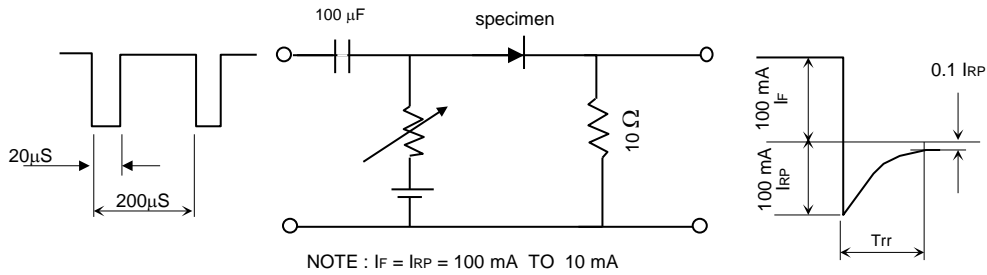 100 μF
specimen
20μS
200μS
10 Ω
100 mA
IF
100 mA
IRP
0.1 IRP
Trr
NOTE : IF = IRP = 100 mA TO 10 mA